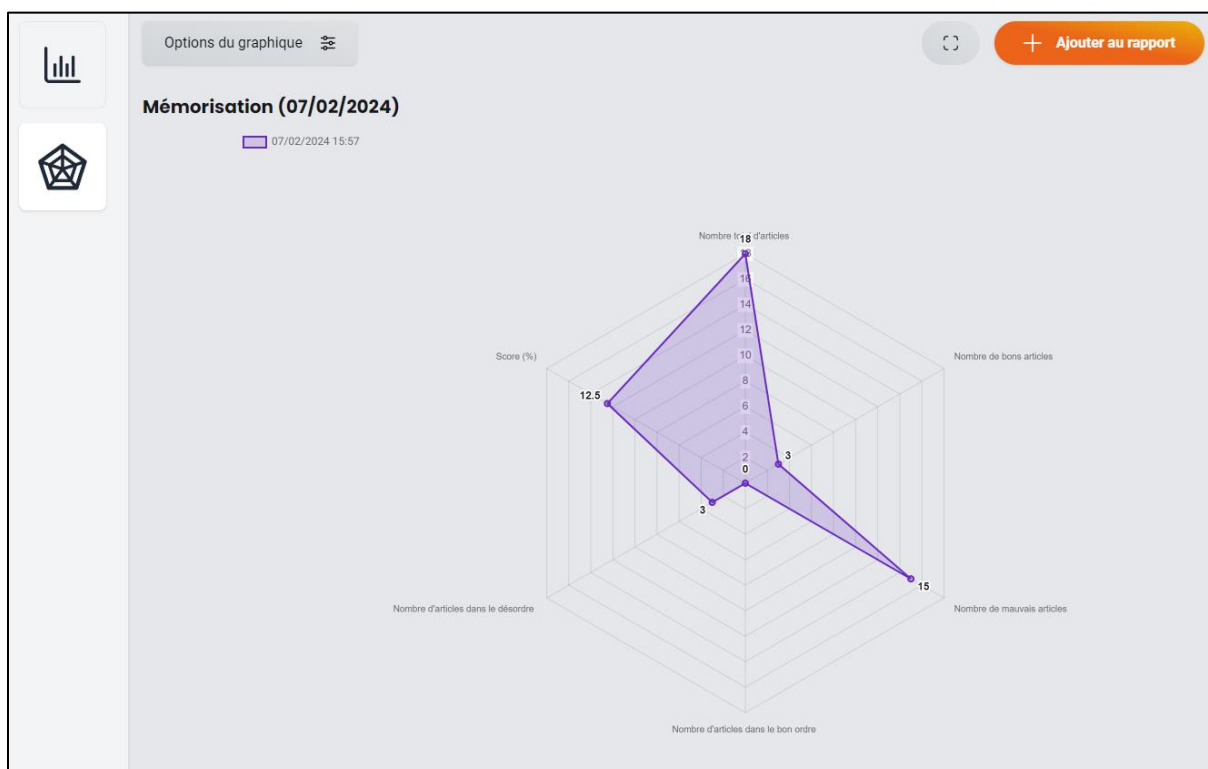 Options du graphique
Ajouter au rapport
Mémorisation (07/02/2024)
07/02/2024 15:57
Nombre d'articles
18
16
14
12
10
8
6
4
2
0
Score (%)
12.5
Nombre de bons articles
3
3
15
Nombre d'articles dans le désordre
Nombre de mauvais articles
Nombre d'articles dans le bon ordre